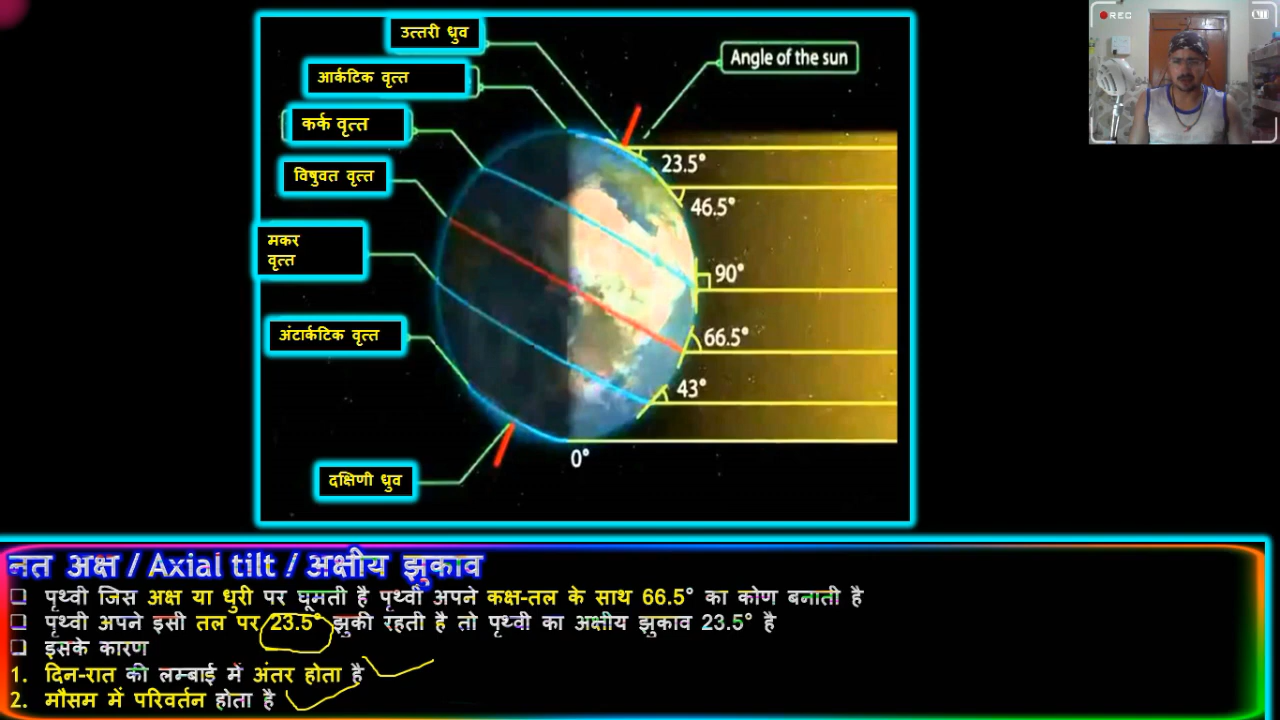 उत्तरी ध्रुव
आर्कटिक वृत्त
कर्क वृत्त
विषुवत वृत्त
मकर
वृत्त
अंटार्कटिक वृत्त
दक्षिणी ध्रुव
Angle of the sun
23.5°
46.5°
90°
66.5°
43°
0°
REC
नत अक्ष / Axial tilt / अक्षीय झुकाव
❑ पृथ्वी जिस अक्ष या धुरी पर घूमती है पृथ्वी अपने कक्ष-तल के साथ 66.5° का कोण बनाती है
❑ पृथ्वी अपने इसी तल पर 23.5° झुकी रहती है तो पृथ्वी का अक्षीय झुकाव 23.5° है
❑ इसके कारण
1. दिन-रात की लम्बाई में अंतर होता है
2. मौसम में परिवर्तन होता है